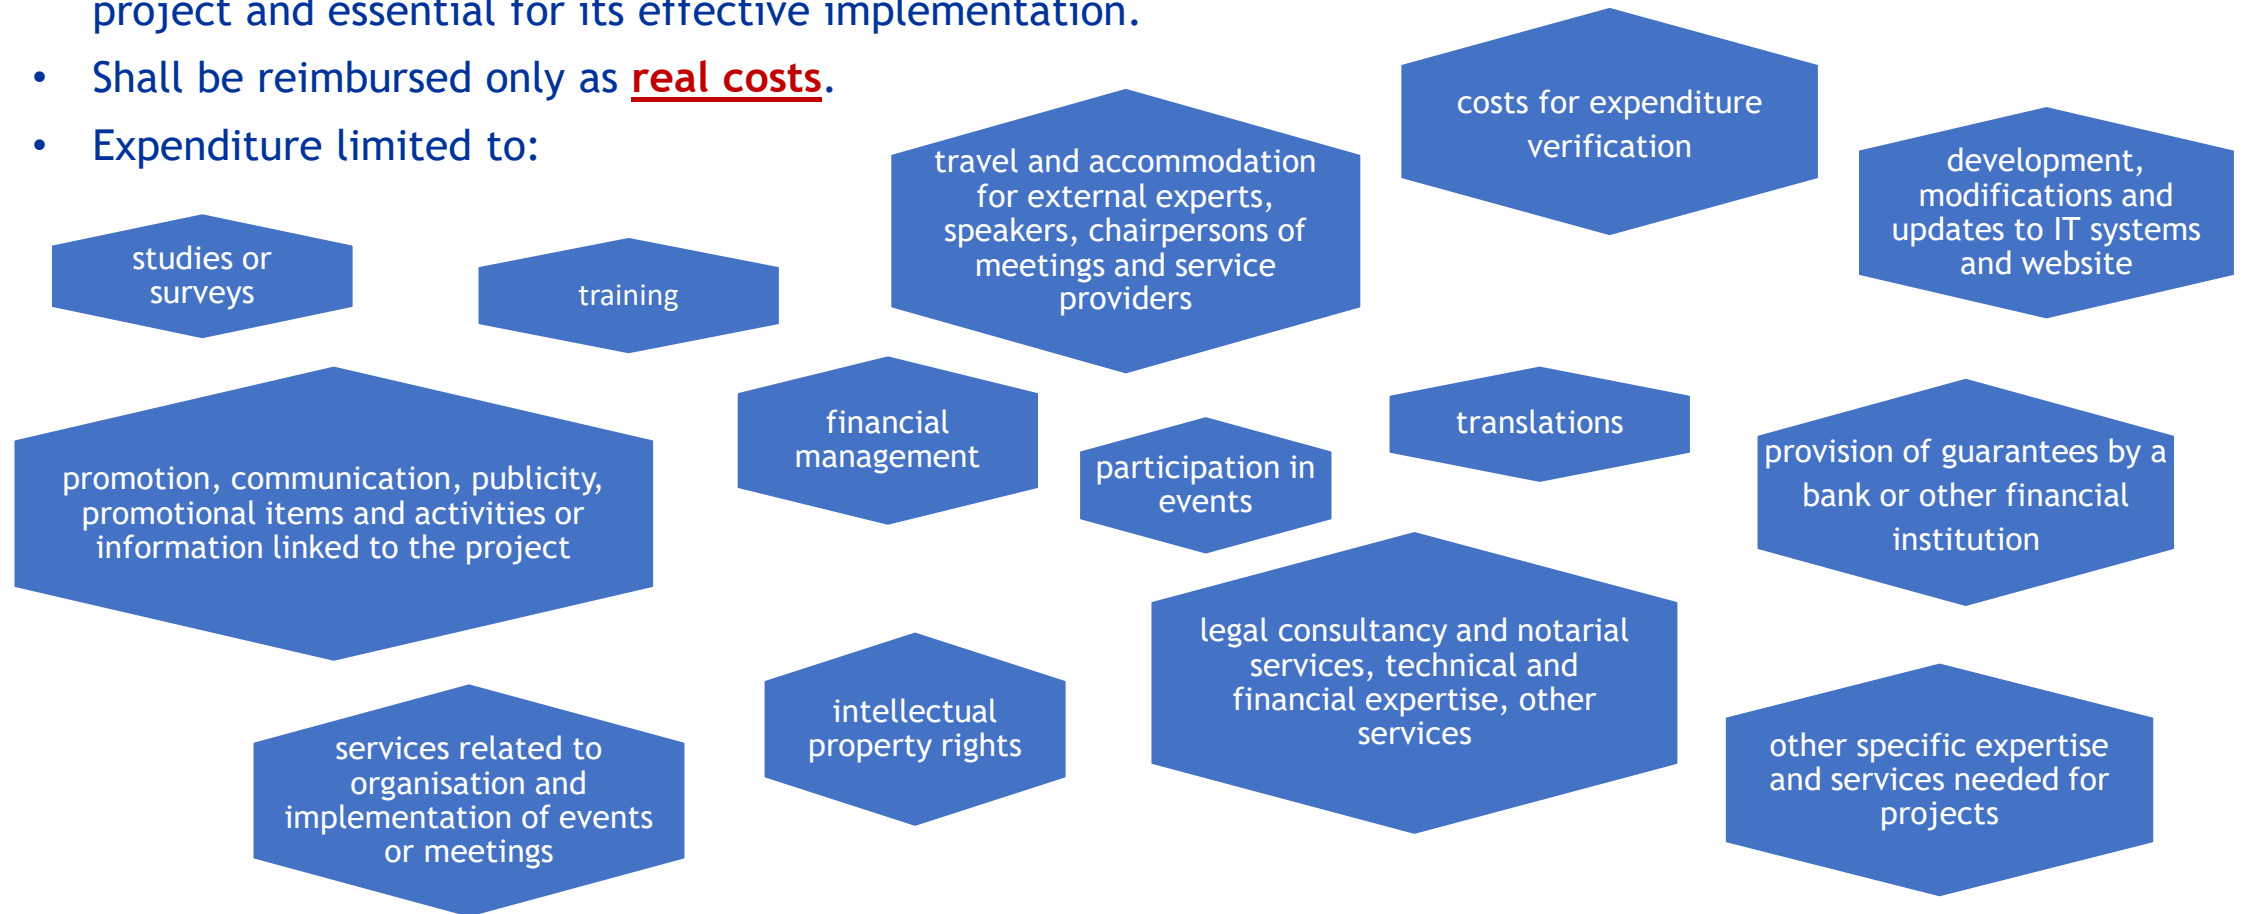 project and essential for its effective implementation.
• Shall be reimbursed only as real costs.
• Expenditure limited to:
costs for expenditure
verification
travel and accommodation
for external experts,
speakers, chairpersons of
meetings and service
providers
development,
modifications and
updates to IT systems
and website
studies or
surveys
training
financial
management
participation in
events
translations
provision of guarantees by a
bank or other financial
institution
promotion, communication, publicity,
promotional items and activities or
information linked to the project
legal consultancy and notarial
services, technical and
financial expertise, other
services
intellectual
property rights
services related to
organisation and
implementation of events
or meetings
other specific expertise
and services needed for
projects